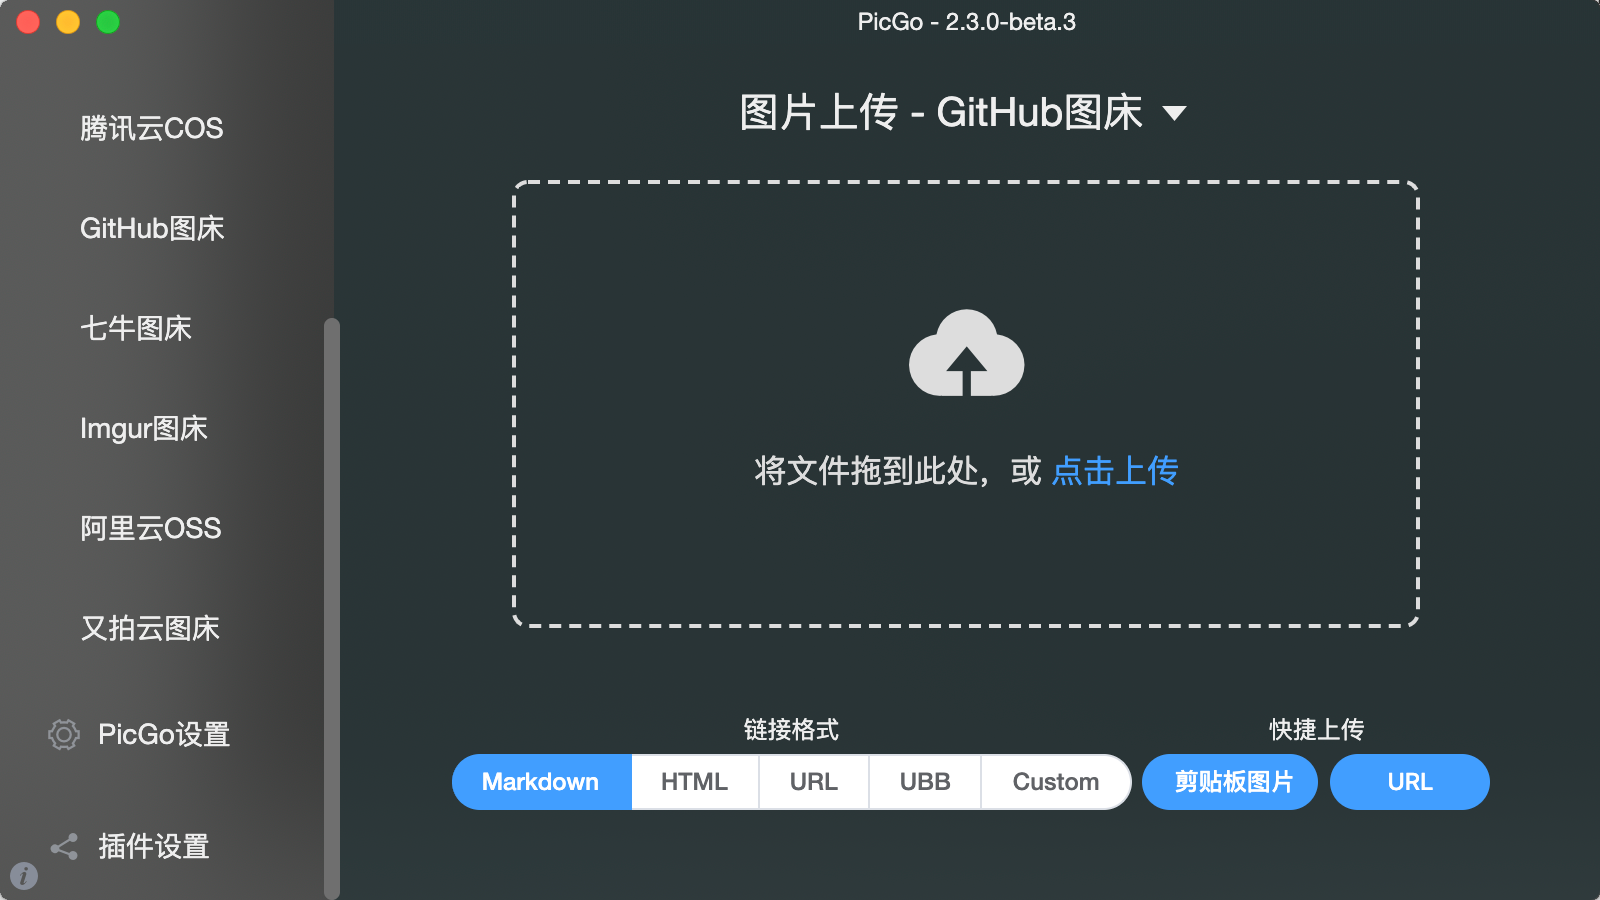 PicGo - 2.3.0-beta.3
腾讯云COS
GitHub图床
七牛图床
Imgur图床
阿里云OSS
又拍云图床
PicGo设置
插件设置
i
图片上传 - GitHub图床
将文件拖到此处，或 点击上传
链接格式
快捷上传
Markdown HTML URL UBB Custom 剪贴板图片 URL